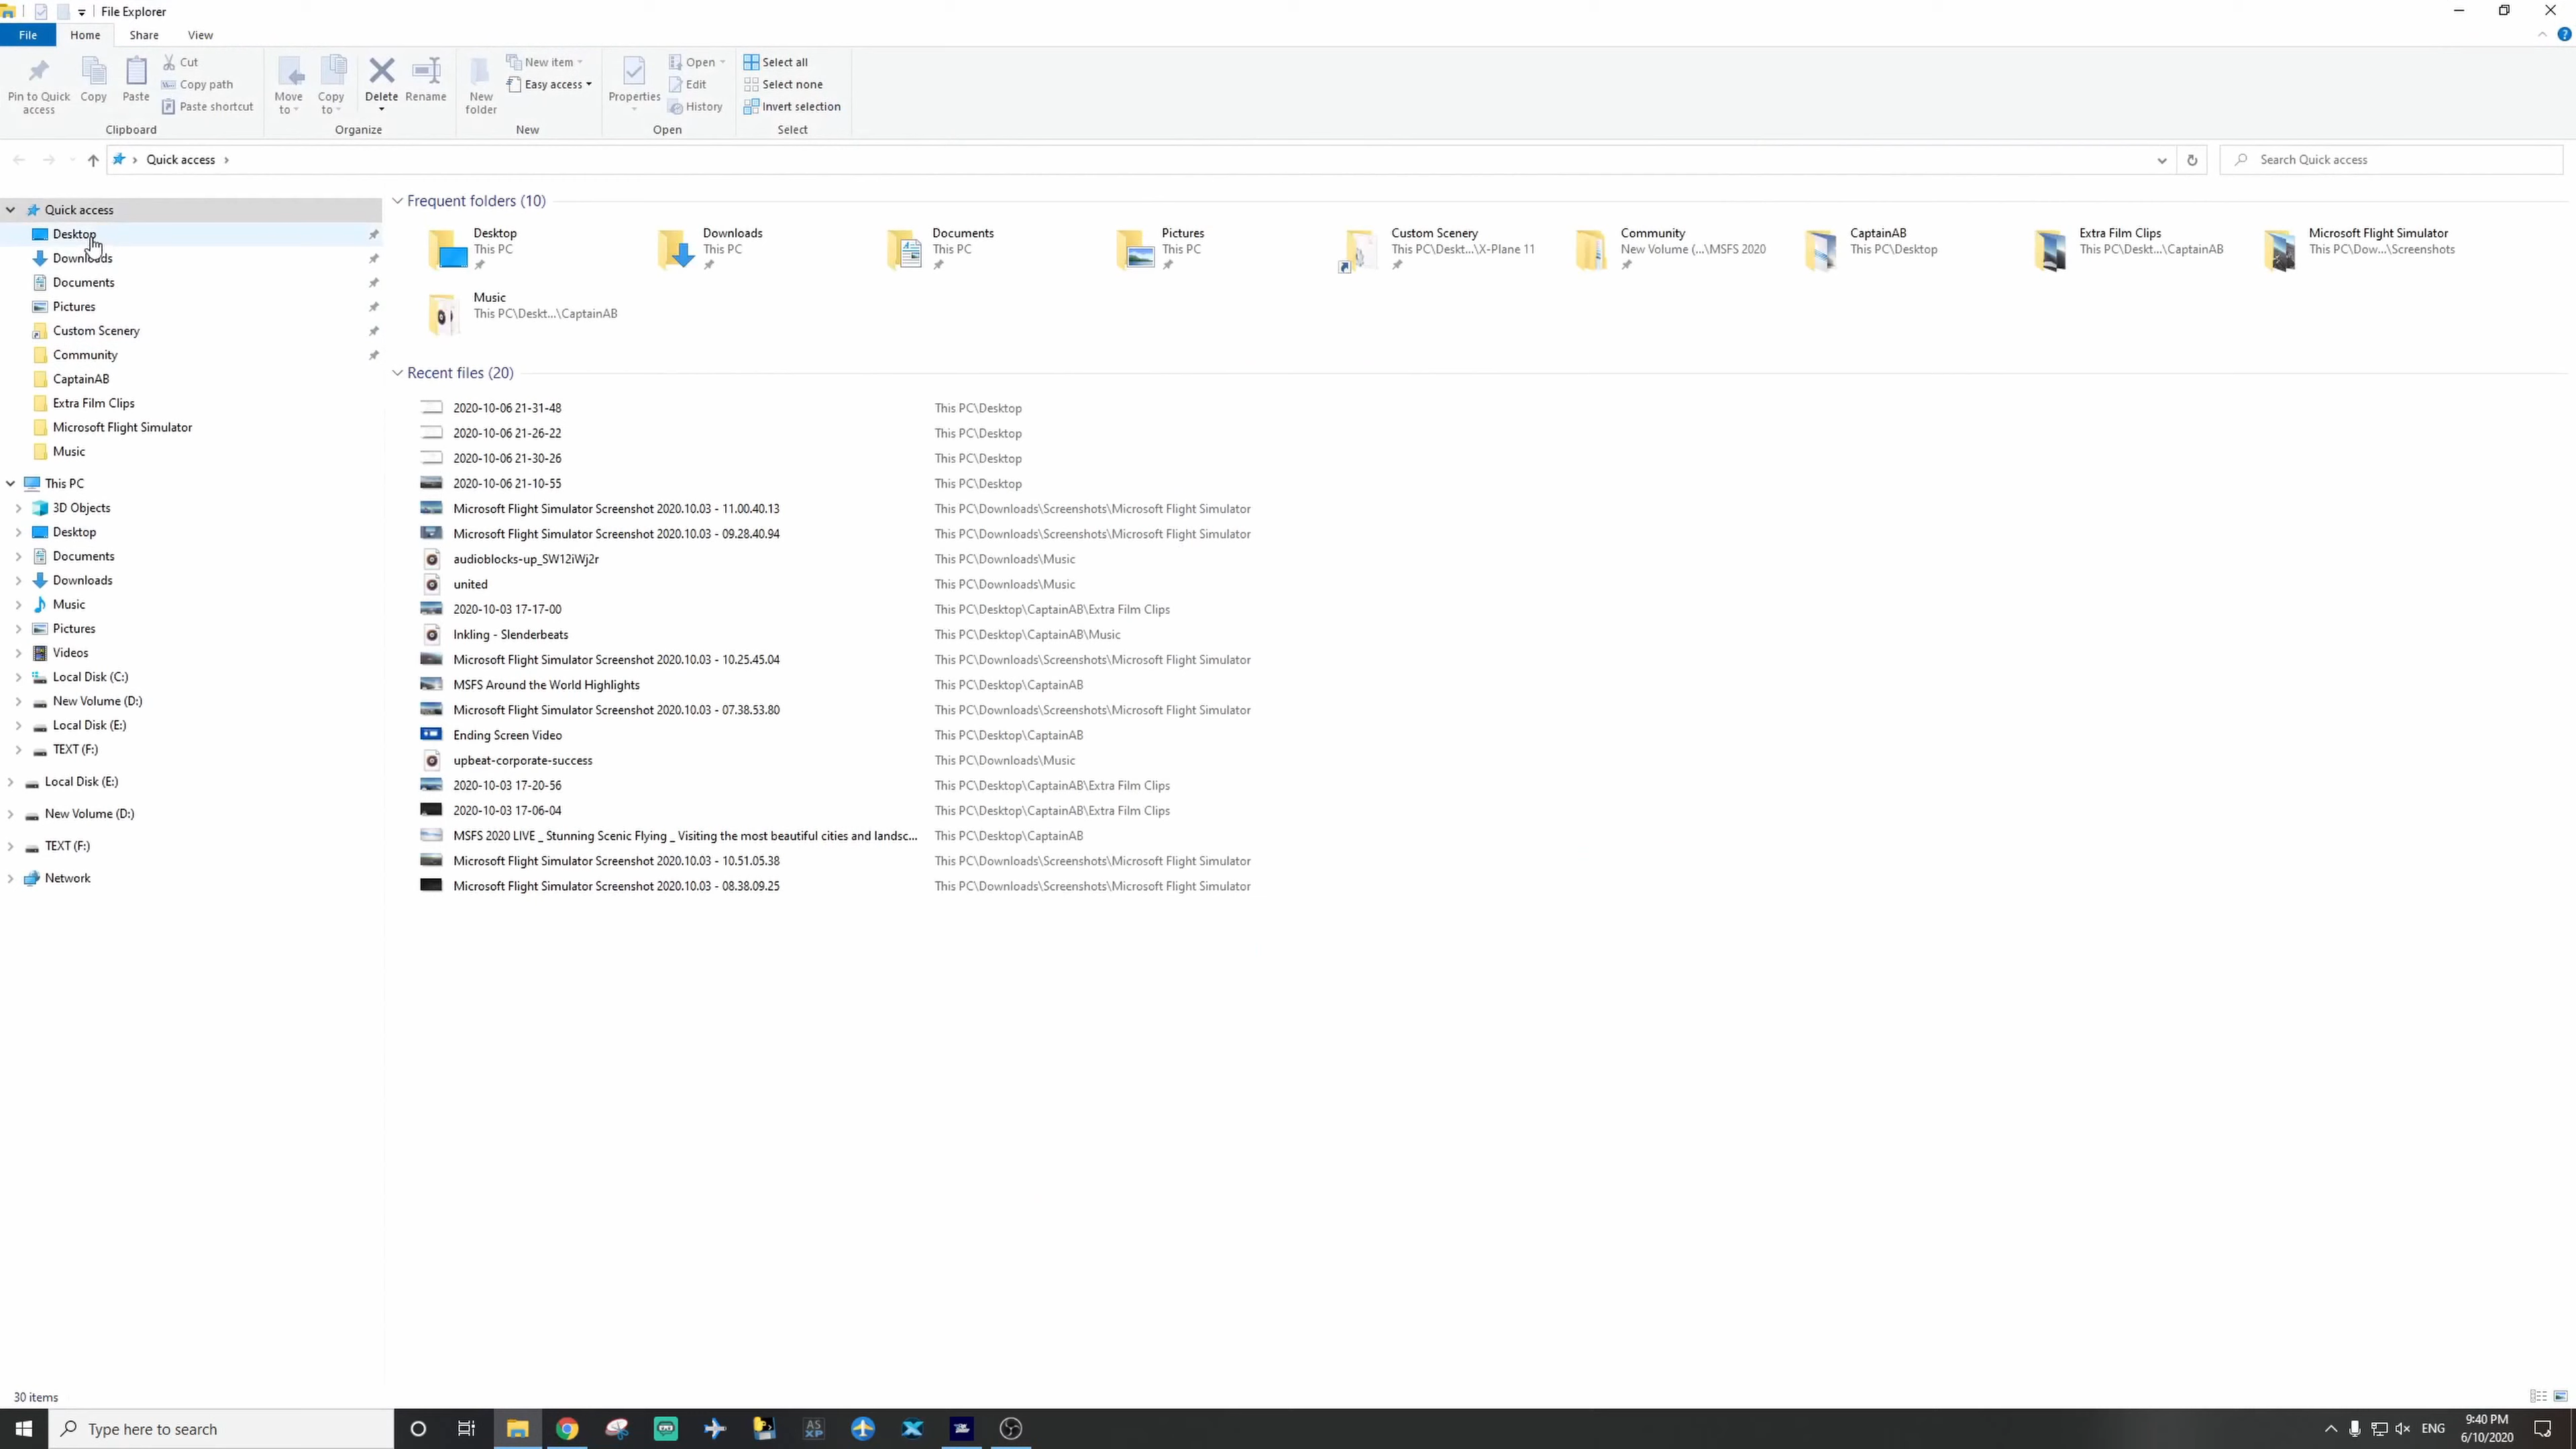 File Explorer
File Home Share View
Pin to Quick access
Copy
Paste
Cut
Copy path
Paste shortcut
Clipboard
Move to
Copy to
Delete
Rename
Organize
New folder
New item
Easy access
New
Properties
Open
Edit
History
Open
Select all
Select none
Invert selection
Select
Quick access
Search Quick access
Quick access
Desktop
Downloads
Documents
Pictures
Custom Scenery
Community
CaptainAB
Extra Film Clips
Microsoft Flight Simulator
Music
This PC
3D Objects
Desktop
Documents
Downloads
Music
Pictures
Videos
Local Disk (C:)
New Volume (D:)
Local Disk (E:)
TEXT (F:)
Local Disk (E:)
New Volume (D:)
TEXT (F:)
Network
Frequent folders (10)
Desktop
This PC
Downloads
This PC
Documents
This PC
Pictures
This PC
Custom Scenery
This PC\Deskt...\X-Plane 11
Community
New Volume (...\MSFS 2020
CaptainAB
This PC\Desktop
Extra Film Clips
This PC\Deskt...\CaptainAB
Microsoft Flight Simulator
This PC\Dow...\Screenshots
Music
This PC\Deskt...\CaptainAB
Recent files (20)
2020-10-06 21-31-48 This PC\Desktop
2020-10-06 21-26-22 This PC\Desktop
2020-10-06 21-30-26 This PC\Desktop
2020-10-06 21-10-55 This PC\Desktop
Microsoft Flight Simulator Screenshot 2020.10.03 - 11.00.40.13 This PC\Downloads\Screenshots\Microsoft Flight Simulator
Microsoft Flight Simulator Screenshot 2020.10.03 - 09.28.40.94 This PC\Downloads\Screenshots\Microsoft Flight Simulator
audioblocks-up_SW12iWj2r This PC\Downloads\Music
united This PC\Downloads\Music
2020-10-03 17-17-00 This PC\Desktop\CaptainAB\Extra Film Clips
Inkling - Slenderbeats This PC\Desktop\CaptainAB\Music
Microsoft Flight Simulator Screenshot 2020.10.03 - 10.25.45.04 This PC\Downloads\Screenshots\Microsoft Flight Simulator
MSFS Around the World Highlights This PC\Desktop\CaptainAB
Microsoft Flight Simulator Screenshot 2020.10.03 - 07.38.53.80 This PC\Downloads\Screenshots\Microsoft Flight Simulator
Ending Screen Video This PC\Desktop\CaptainAB
upbeat-corporate-success This PC\Downloads\Music
2020-10-03 17-20-56 This PC\Desktop\CaptainAB\Extra Film Clips
2020-10-03 17-06-04 This PC\Desktop\CaptainAB\Extra Film Clips
MSFS 2020 LIVE _ Stunning Scenic Flying _ Visiting the most beautiful cities and landsc... This PC\Desktop\CaptainAB
Microsoft Flight Simulator Screenshot 2020.10.03 - 10.51.05.38 This PC\Downloads\Screenshots\Microsoft Flight Simulator
Microsoft Flight Simulator Screenshot 2020.10.03 - 08.38.09.25 This PC\Downloads\Screenshots\Microsoft Flight Simulator
30 items
Type here to search
AS
XP
ENG
9:40 PM
6/10/2020